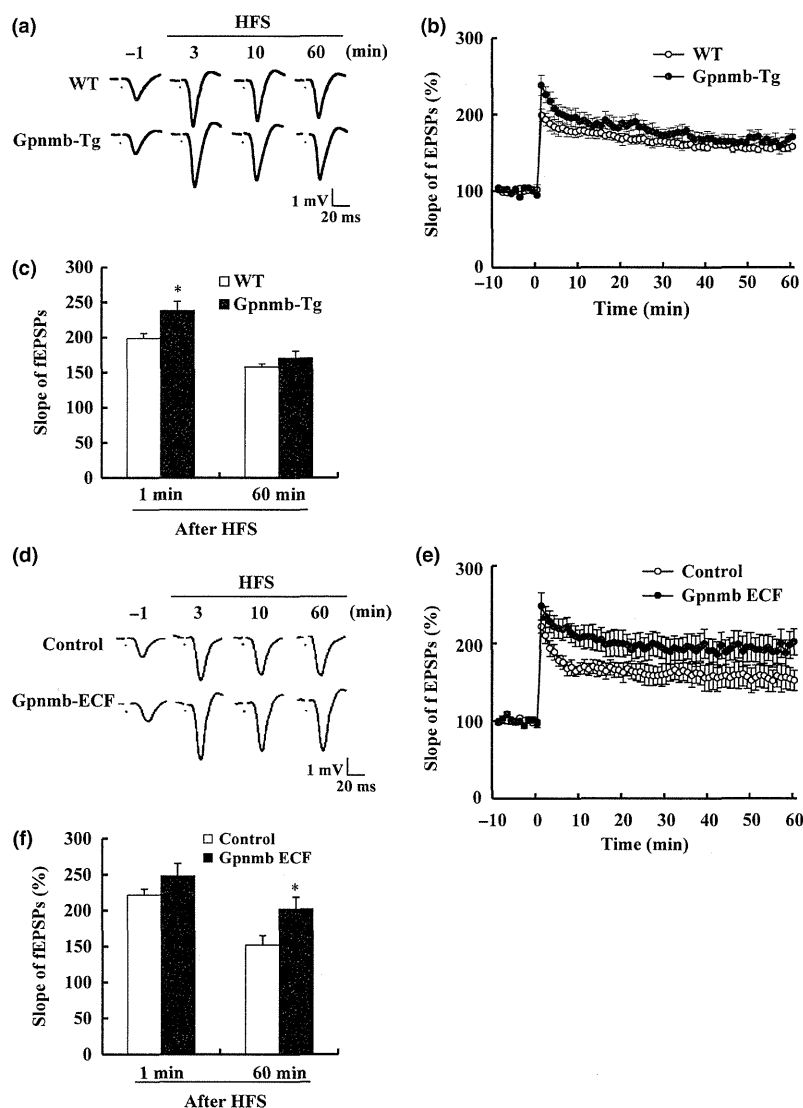 (a)
HFS
−1 3 10 60 (min)
WT
Gpnmb-Tg
1 mV
20 ms
(b)
WT
Gpnmb-Tg
Slope of f EPSPs (%)
300
200
100
0
−10 0 10 20 30 40 50 60
Time (min)
(c)
WT
Gpnmb-Tg
Slope of fEPSPs
300
250
200
150
100
50
0
*
1 min 60 min
After HFS
(d)
HFS
−1 3 10 60 (min)
Control
Gpnmb-ECF
1 mV
20 ms
(e)
Control
Gpnmb ECF
Slope of f EPSPs (%)
300
200
100
0
−10 0 10 20 30 40 50 60
Time (min)
(f)
Control
Gpnmb ECF
Slope of fEPSPs (%)
300
250
200
150
100
50
0
*
1 min 60 min
After HFS